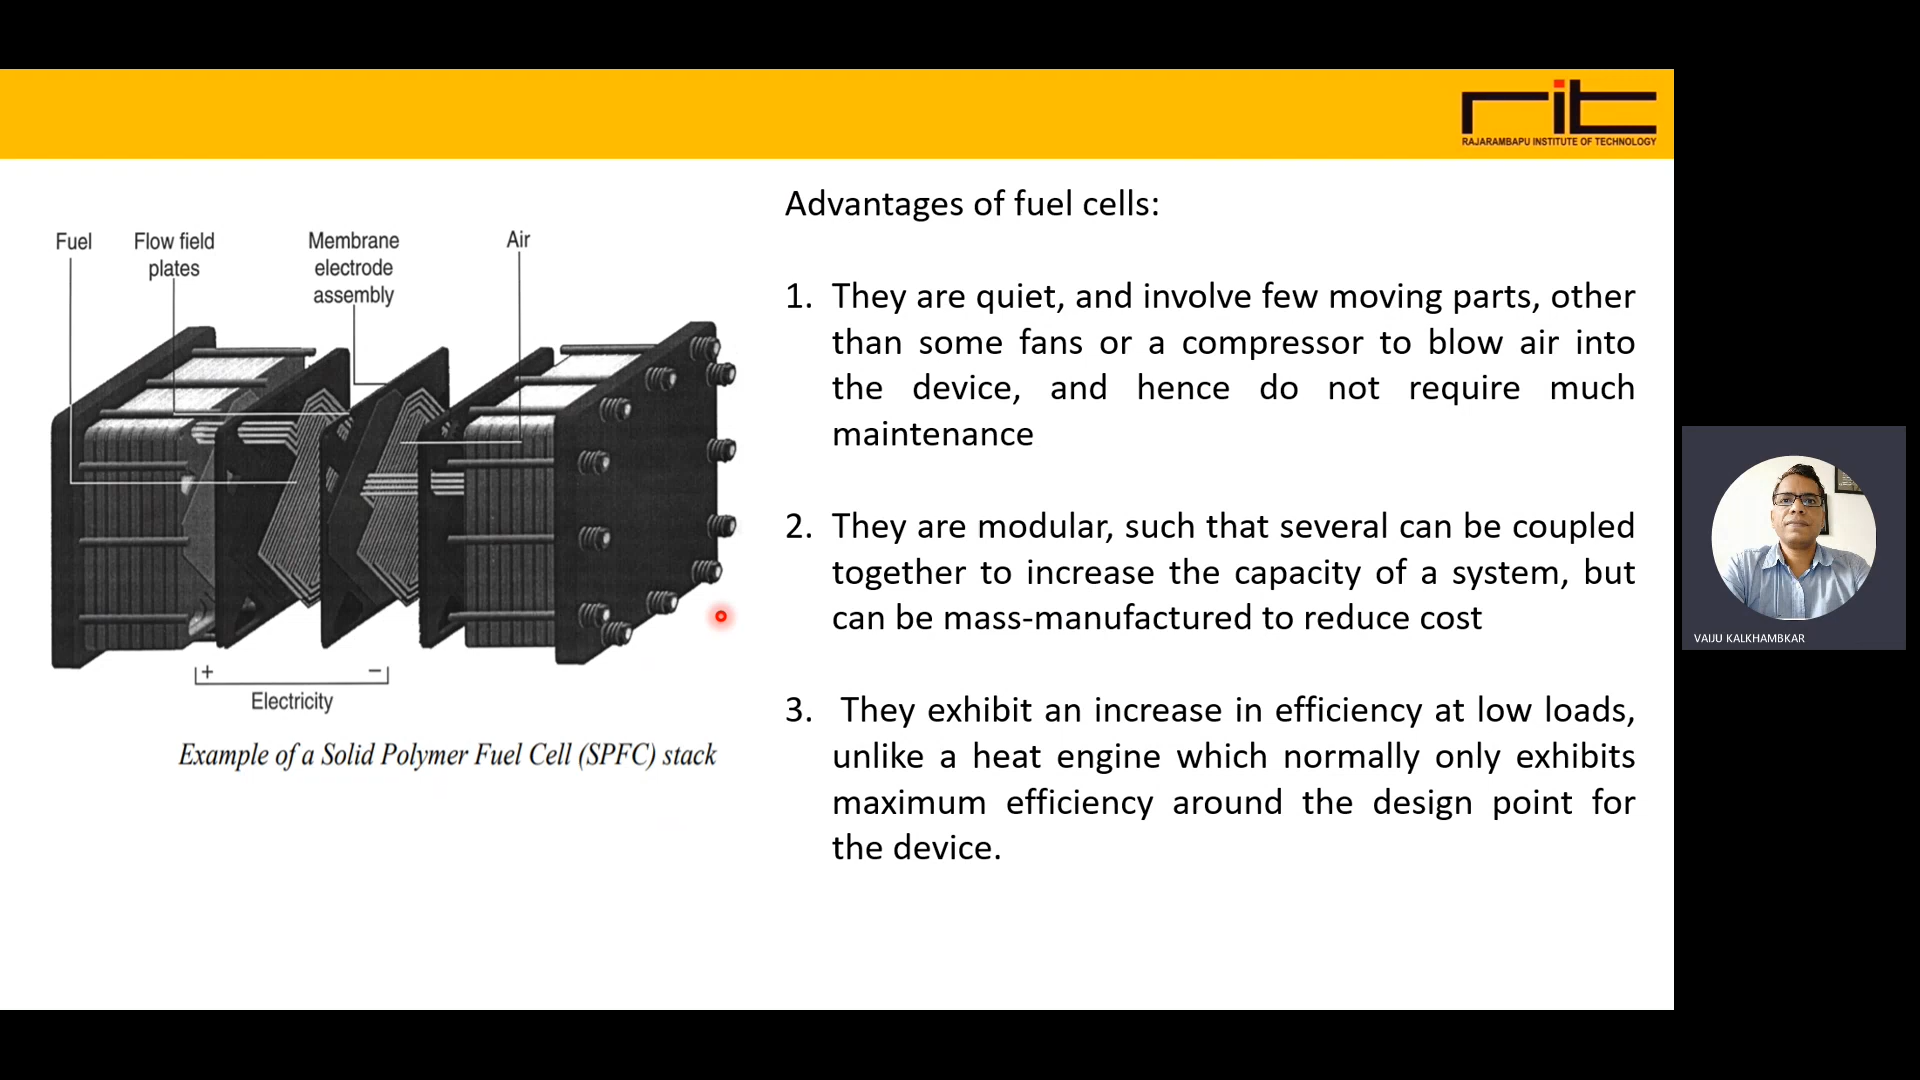 rit
RAJARAMBAPU INSTITUTE OF TECHNOLOGY
Fuel
Flow field
plates
Membrane
electrode
assembly
Air
+
−
Electricity
Example of a Solid Polymer Fuel Cell (SPFC) stack
Advantages of fuel cells:
1. They are quiet, and involve few moving parts, other
than some fans or a compressor to blow air into
the device, and hence do not require much
maintenance
2. They are modular, such that several can be coupled
together to increase the capacity of a system, but
can be mass-manufactured to reduce cost
3. They exhibit an increase in efficiency at low loads,
unlike a heat engine which normally only exhibits
maximum efficiency around the design point for
the device.
VAIJU KALKHAMBKAR